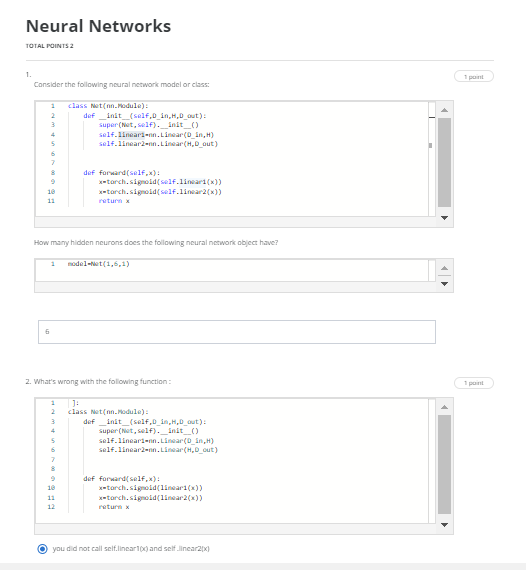 Neural Networks
TOTAL POINTS 2
1.
1 point
Consider the following neural network model or class:
1 class Net(nn.Module):
2 def __init__(self,D_in,H,D_out):
3 super(Net,self).__init__()
4 self.linear1=nn.Linear(D_in,H)
5 self.linear2=nn.Linear(H,D_out)
6
7
8 def forward(self,x):
9 x=torch.sigmoid(self.linear1(x))
10 x=torch.sigmoid(self.linear2(x))
11 return x
How many hidden neurons does the following neural network object have?
1 model=Net(1,6,1)
6
2. What's wrong with the following function :
1 point
1 ]:
2 class Net(nn.Module):
3 def __init__(self,D_in,H,D_out):
4 super(Net,self).__init__()
5 self.linear1=nn.Linear(D_in,H)
6 self.linear2=nn.Linear(H,D_out)
7
8
9 def forward(self,x):
10 x=torch.sigmoid(linear1(x))
11 x=torch.sigmoid(linear2(x))
12 return x
you did not call self.linear1(x) and self .linear2(x)